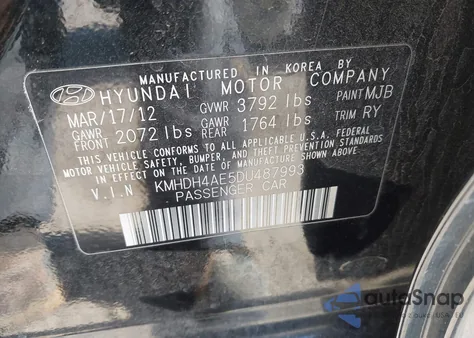 MANUFACTURED IN KOREA BY
HYUNDAI MOTOR COMPANY
MAR/17/12 GVWR 3792 lbs PAINT MJB
GAWR FRONT 2072 lbs GAWR REAR 1764 lbs TRIM RY
THIS VEHICLE CONFORMS TO ALL APPLICABLE U.S.A. FEDERAL
MOTOR VEHICLE SAFETY, BUMPER, AND THEFT PREVENTION STANDARDS
IN EFFECT ON THE DATE OF MANUFACTURE SHOWN ABOVE.
V.I.N KMHDH4AE5DU487993
PASSENGER CAR
autoSnap